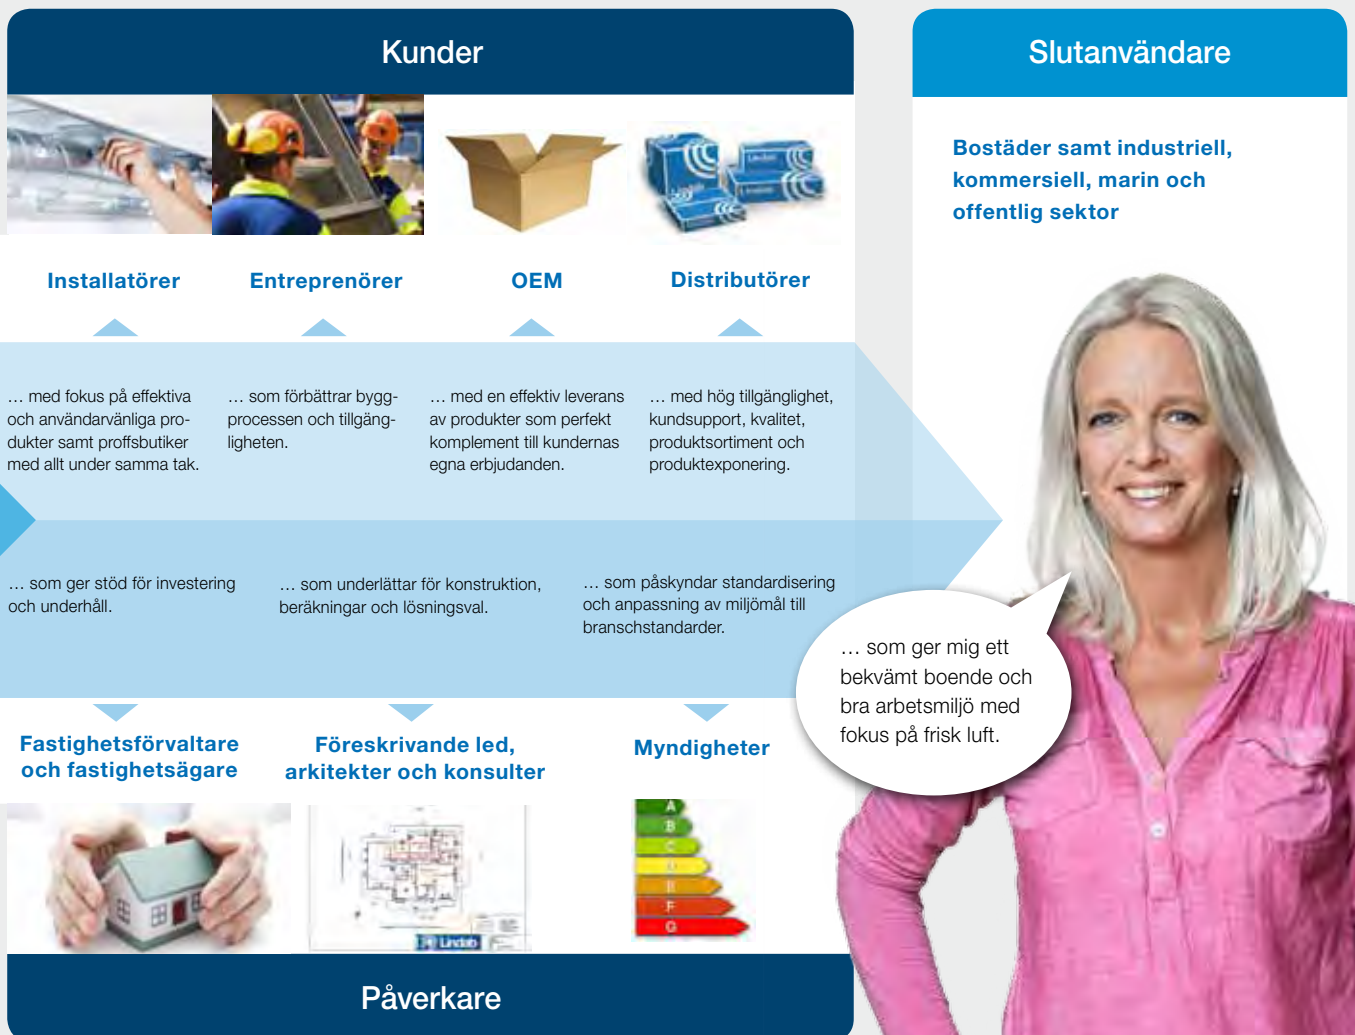 Kunder
Installatörer
Entreprenörer
OEM
Distributörer
… med fokus på effektiva
och användarvänliga pro-
dukter samt proffsbutiker
med allt under samma tak.
… som förbättrar bygg-
processen och tillgäng-
ligheten.
… med en effektiv leverans
av produkter som perfekt
komplement till kundernas
egna erbjudanden.
… med hög tillgänglighet,
kundsupport, kvalitet,
produktsortiment och
produktexponering.
… som ger stöd för investering
och underhåll.
… som underlättar för konstruktion,
beräkningar och lösningsval.
… som påskyndar standardisering
och anpassning av miljömål till
branschstandarder.
Fastighetsförvaltare
och fastighetsägare
Föreskrivande led,
arkitekter och konsulter
Myndigheter
Lindab
A
B
C
D
E
F
G
Påverkare
Slutanvändare
Bostäder samt industriell,
kommersiell, marin och
offentlig sektor
… som ger mig ett
bekvämt boende och
bra arbetsmiljö med
fokus på frisk luft.